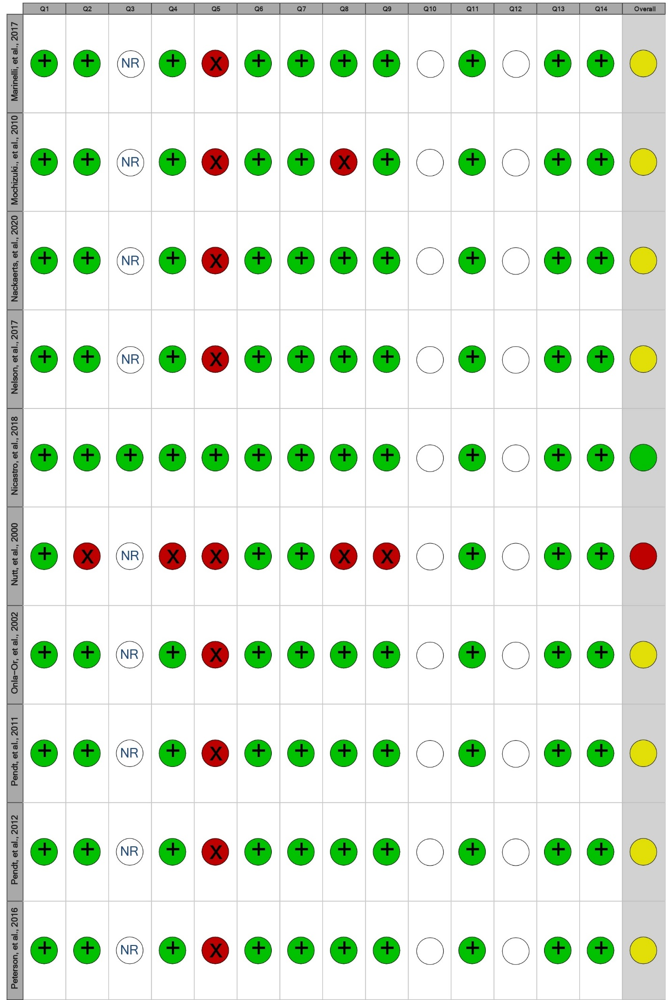 Q1 Q2 Q3 Q4 Q5 Q6 Q7 Q8 Q9 Q10 Q11 Q12 Q13 Q14 Overall
Marinelli, et al., 2017 + + NR + X + + + + + + +
Mochizuki., et al., 2010 + + NR + X + + X + + + +
Nackaerts, et al., 2020 + + NR + X + + + + + + +
Nelson, et al., 2017 + + NR + X + + + + + + +
Nicastro, et al., 2018 + + + + + + + + + + + +
Nutt, et al., 2000 + X NR X X + + X X + + +
Onla-Or, et al., 2002 + + NR + X + + + + + + +
Pendt, et al., 2011 + + NR + X + + + + + + +
Pendt, et al., 2012 + + NR + X + + + + + + +
Peterson, et al., 2016 + + NR + X + + + + + + +